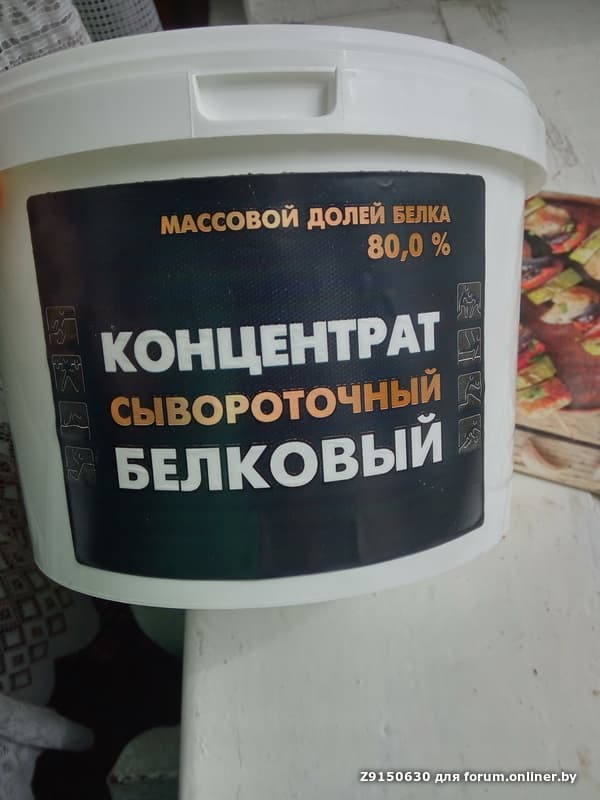 МАССОВОЙ ДОЛЕЙ БЕЛКА
80,0 %
КОНЦЕНТРАТ
СЫВОРОТОЧНЫЙ
БЕЛКОВЫЙ
Z9150630 для forum.onliner.by